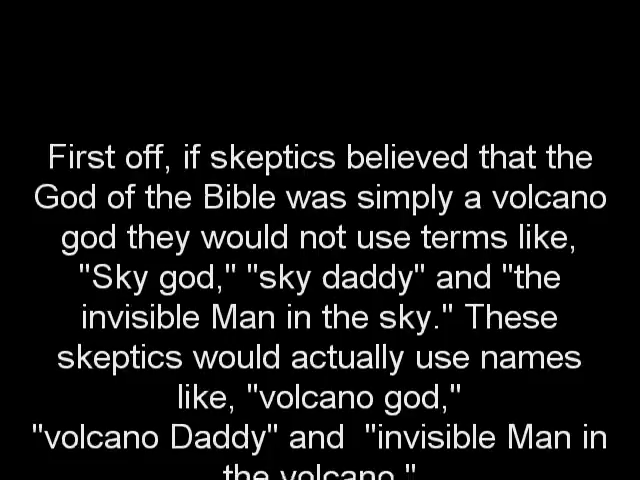 First off, if skeptics believed that the
God of the Bible was simply a volcano
god they would not use terms like,
"Sky god," "sky daddy" and "the
invisible Man in the sky." These
skeptics would actually use names
like, "volcano god,"
"volcano Daddy" and  "invisible Man in
the volcano."